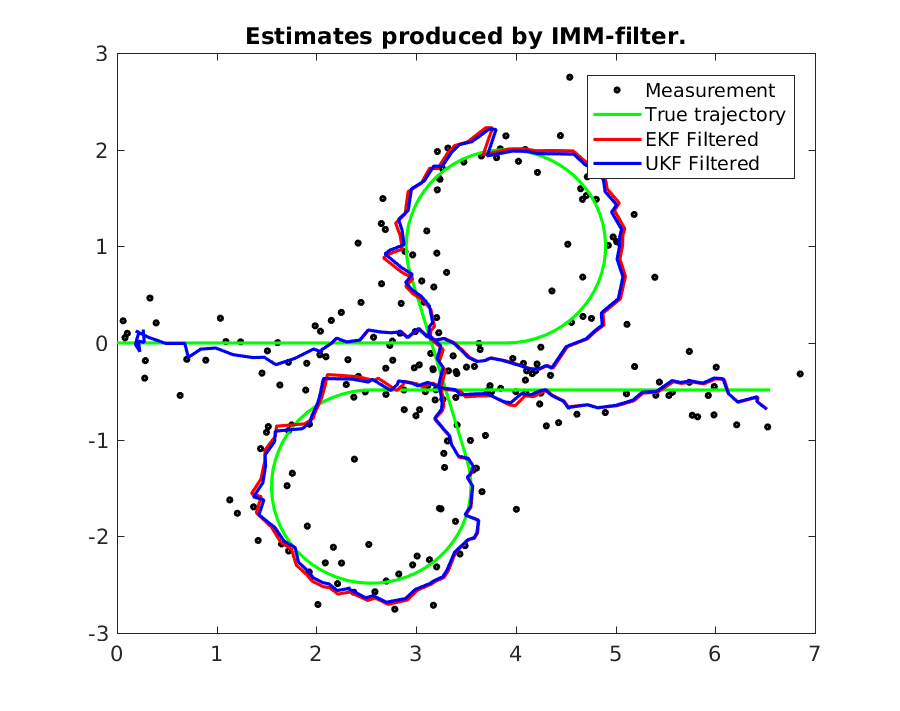 Estimates produced by IMM-filter.
Measurement
True trajectory
EKF Filtered
UKF Filtered
3
2
1
0
-1
-2
-3
0 1 2 3 4 5 6 7